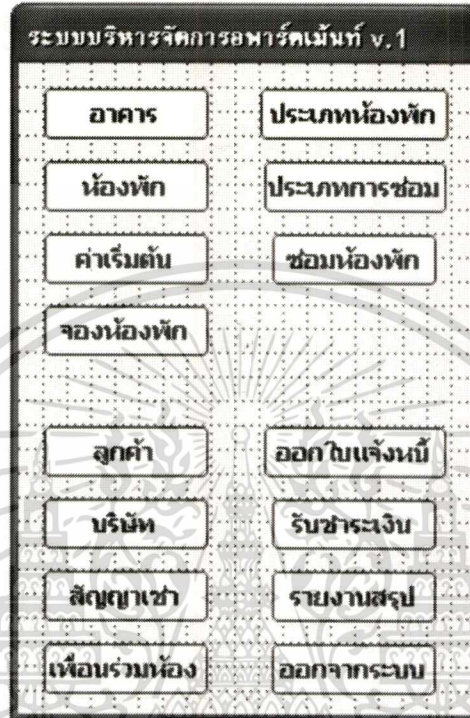 ระบบบริหารจัดการอพาร์ตเม้นท์ v.1
อาคาร ประเภทห้องพัก
ห้องพัก ประเภทการซ่อม
ค่าเริ่มต้น ซ่อมห้องพัก
จองห้องพัก
ลูกค้า ออกใบแจ้งหนี้
บริษัท รับชำระเงิน
สัญญาเช่า รายงานสรุป
เพื่อนร่วมห้อง ออกจากระบบ